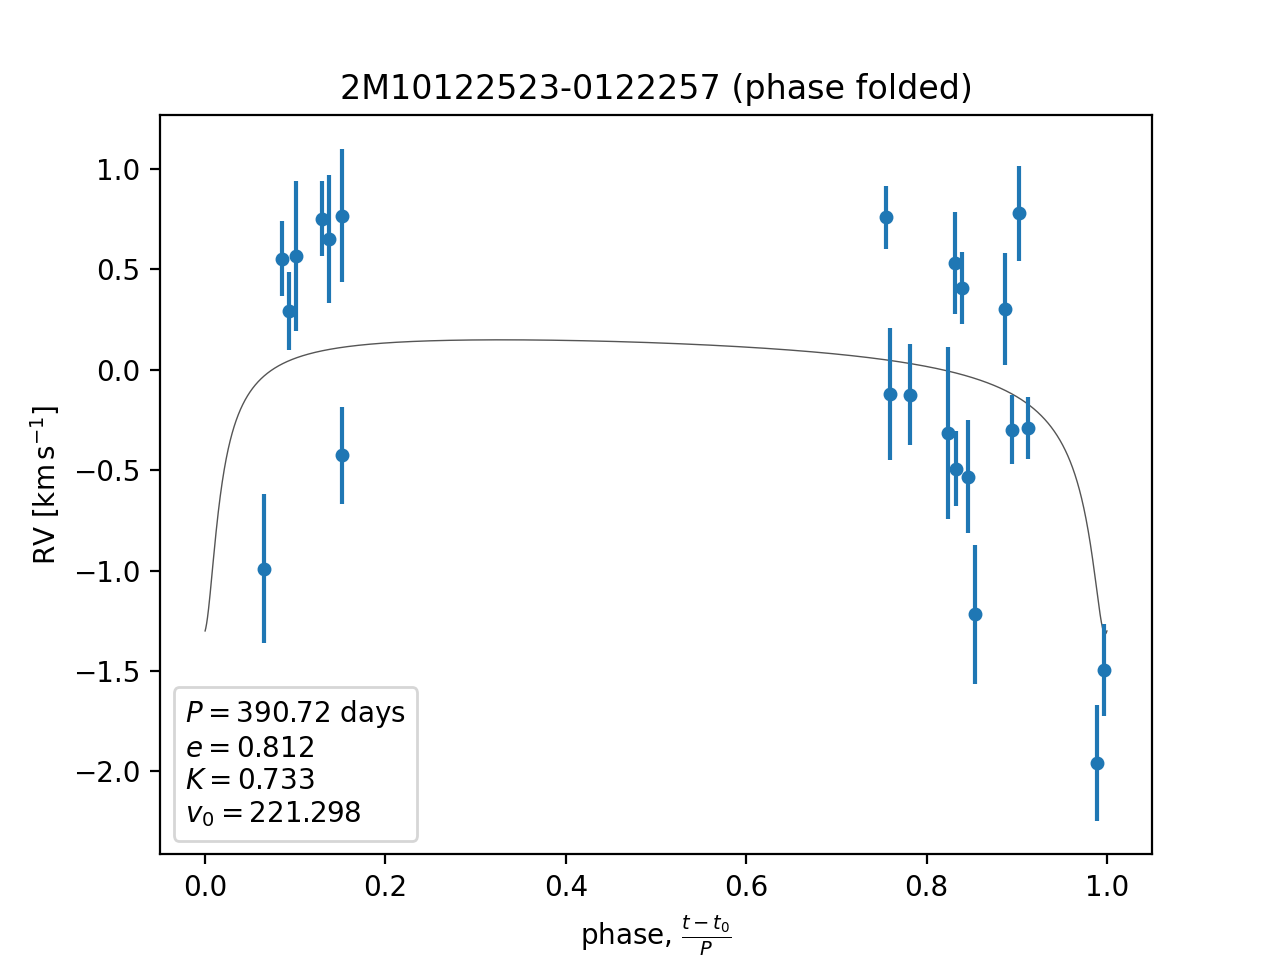 2M10122523-0122257 (phase folded)
RV [km s⁻¹]
1.0
0.5
0.0
−0.5
−1.0
−1.5
−2.0
P = 390.72 days
e = 0.812
K = 0.733
v₀ = 221.298
0.0 0.2 0.4 0.6 0.8 1.0
phase, (t − t₀)/P